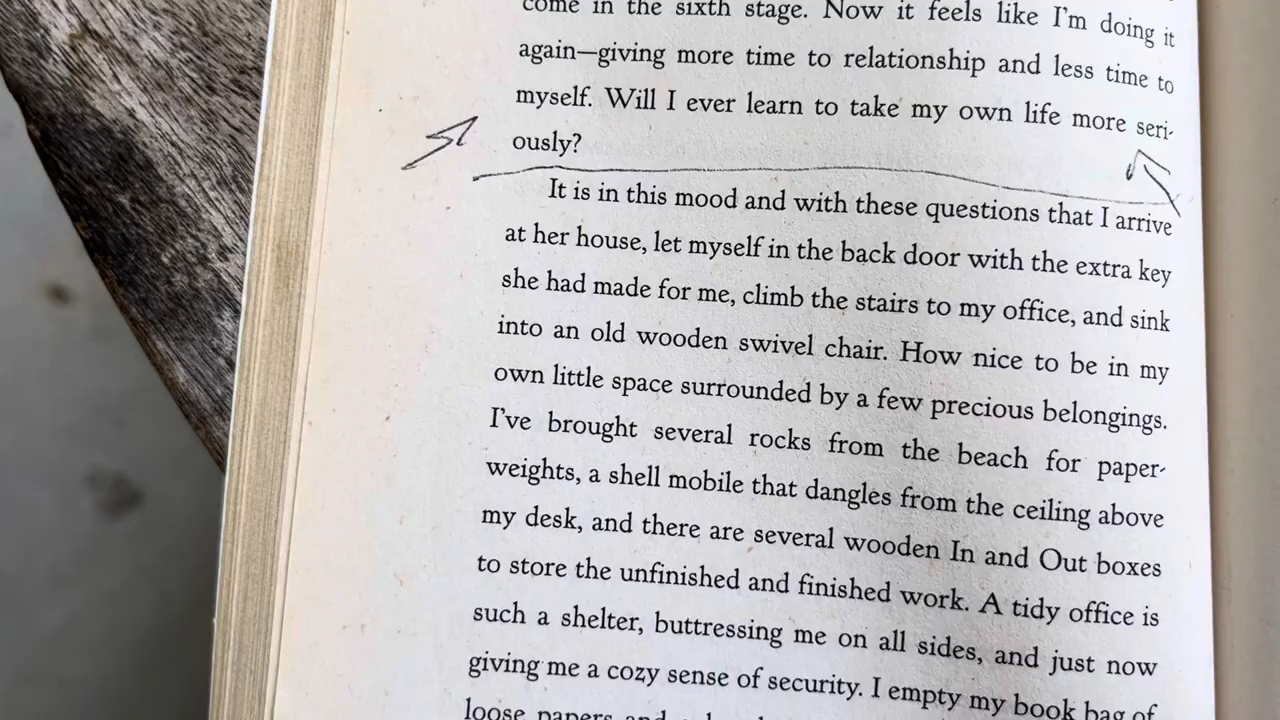 come in the sixth stage. Now it feels like I'm doing it
again—giving more time to relationship and less time to
myself. Will I ever learn to take my own life more seri-
ously?
It is in this mood and with these questions that I arrive
at her house, let myself in the back door with the extra key
she had made for me, climb the stairs to my office, and sink
into an old wooden swivel chair. How nice to be in my
own little space surrounded by a few precious belongings.
I've brought several rocks from the beach for paper-
weights, a shell mobile that dangles from the ceiling above
my desk, and there are several wooden In and Out boxes
to store the unfinished and finished work. A tidy office is
such a shelter, buttressing me on all sides, and just now
giving me a cozy sense of security. I empty my book bag of
loose papers and